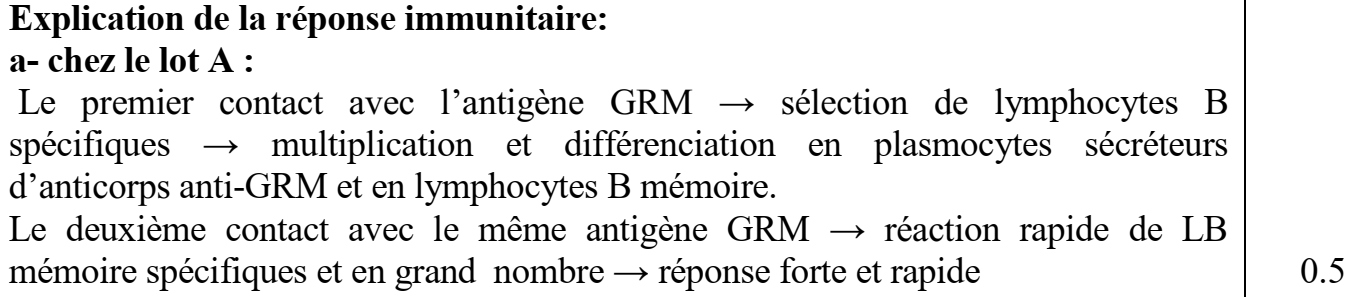 Explication de la réponse immunitaire:
a- chez le lot A :
Le premier contact avec l’antigène GRM → sélection de lymphocytes B
spécifiques → multiplication et différenciation en plasmocytes sécréteurs
d’anticorps anti-GRM et en lymphocytes B mémoire.
Le deuxième contact avec le même antigène GRM → réaction rapide de LB
mémoire spécifiques et en grand nombre → réponse forte et rapide 0.5